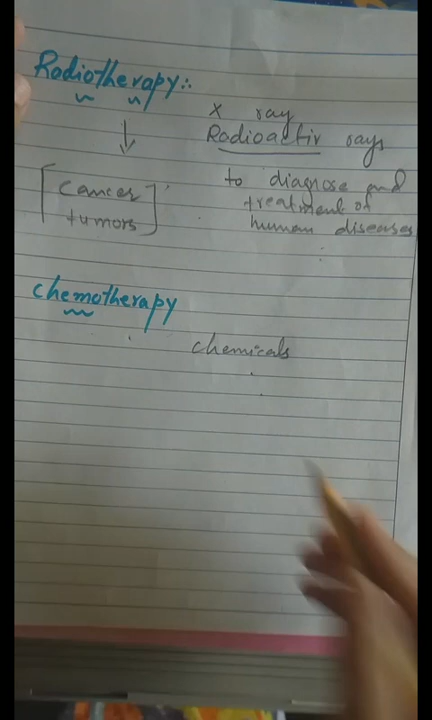 Radiotherapy:
X ray
Radioactiv rays
[Cancer
tumors]
to diagnose and
treatment of
human diseases
chemotherapy
chemicals